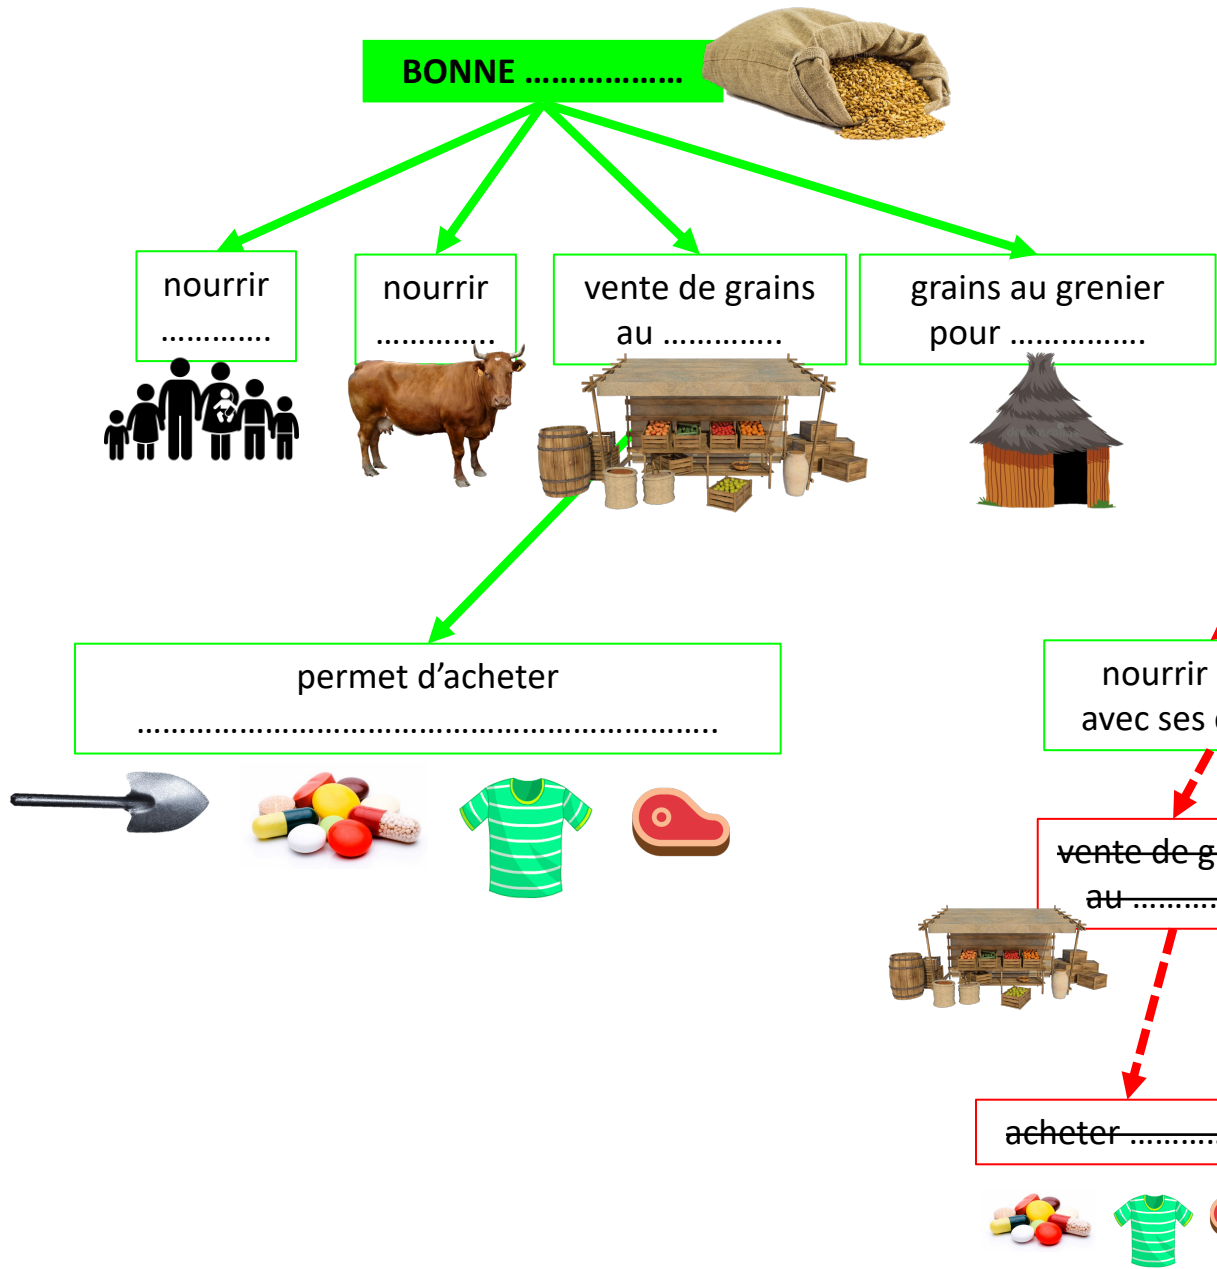 BONNE ………………
nourrir
………….
nourrir
…………..
vente de grains
au …………..
grains au grenier
pour …………….
permet d’acheter
…………………………………………………………..
nourrir
avec ses
vente de g
au ……….
acheter ………….